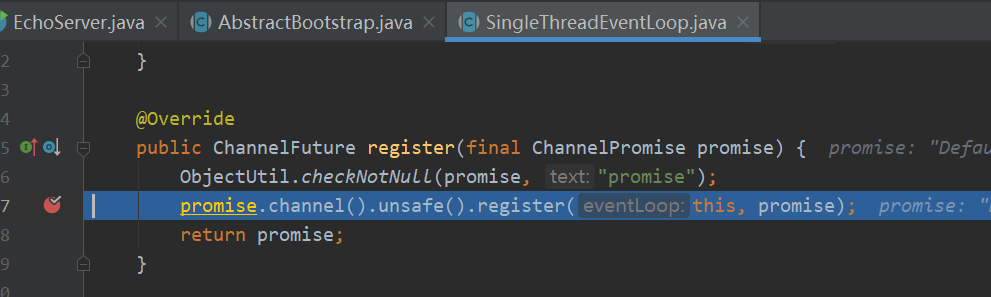 EchoServer.java × AbstractBootstrap.java × SingleThreadEventLoop.java ×
2 }
3
4 @Override
5 public ChannelFuture register(final ChannelPromise promise) { promise: "Defau
6 ObjectUtil.checkNotNull(promise, text: "promise");
7 promise.channel().unsafe().register( eventLoop: this, promise); promise: "
8 return promise;
9 }
0